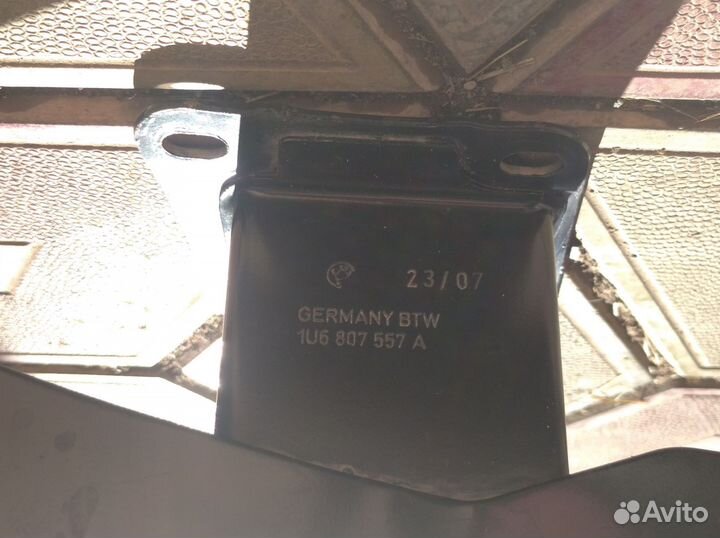 23/07
GERMANY BTW
1U6 807 557 A
Avito